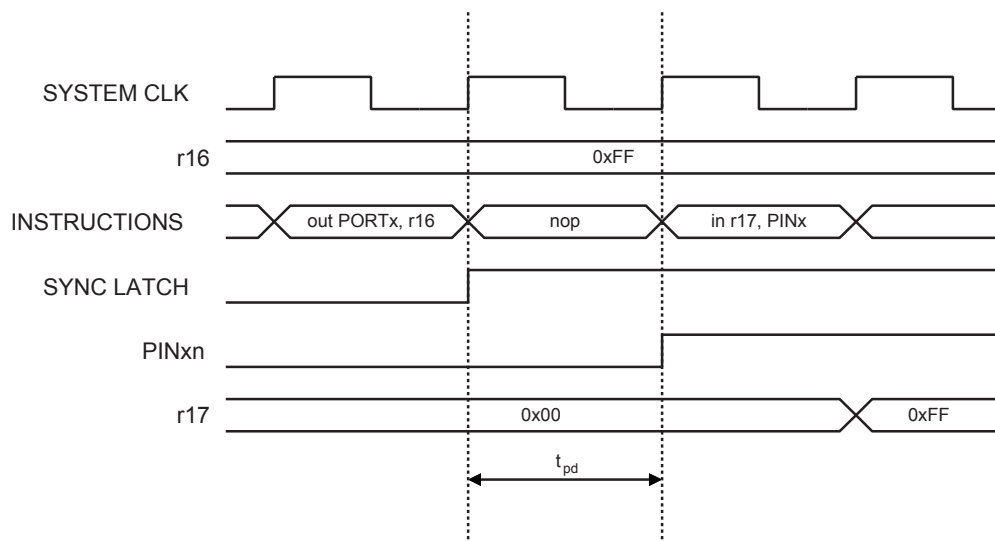 SYSTEM CLK
r16
0xFF
INSTRUCTIONS
out PORTx, r16
nop
in r17, PINx
SYNC LATCH
PINxn
r17
0x00
0xFF
tpd